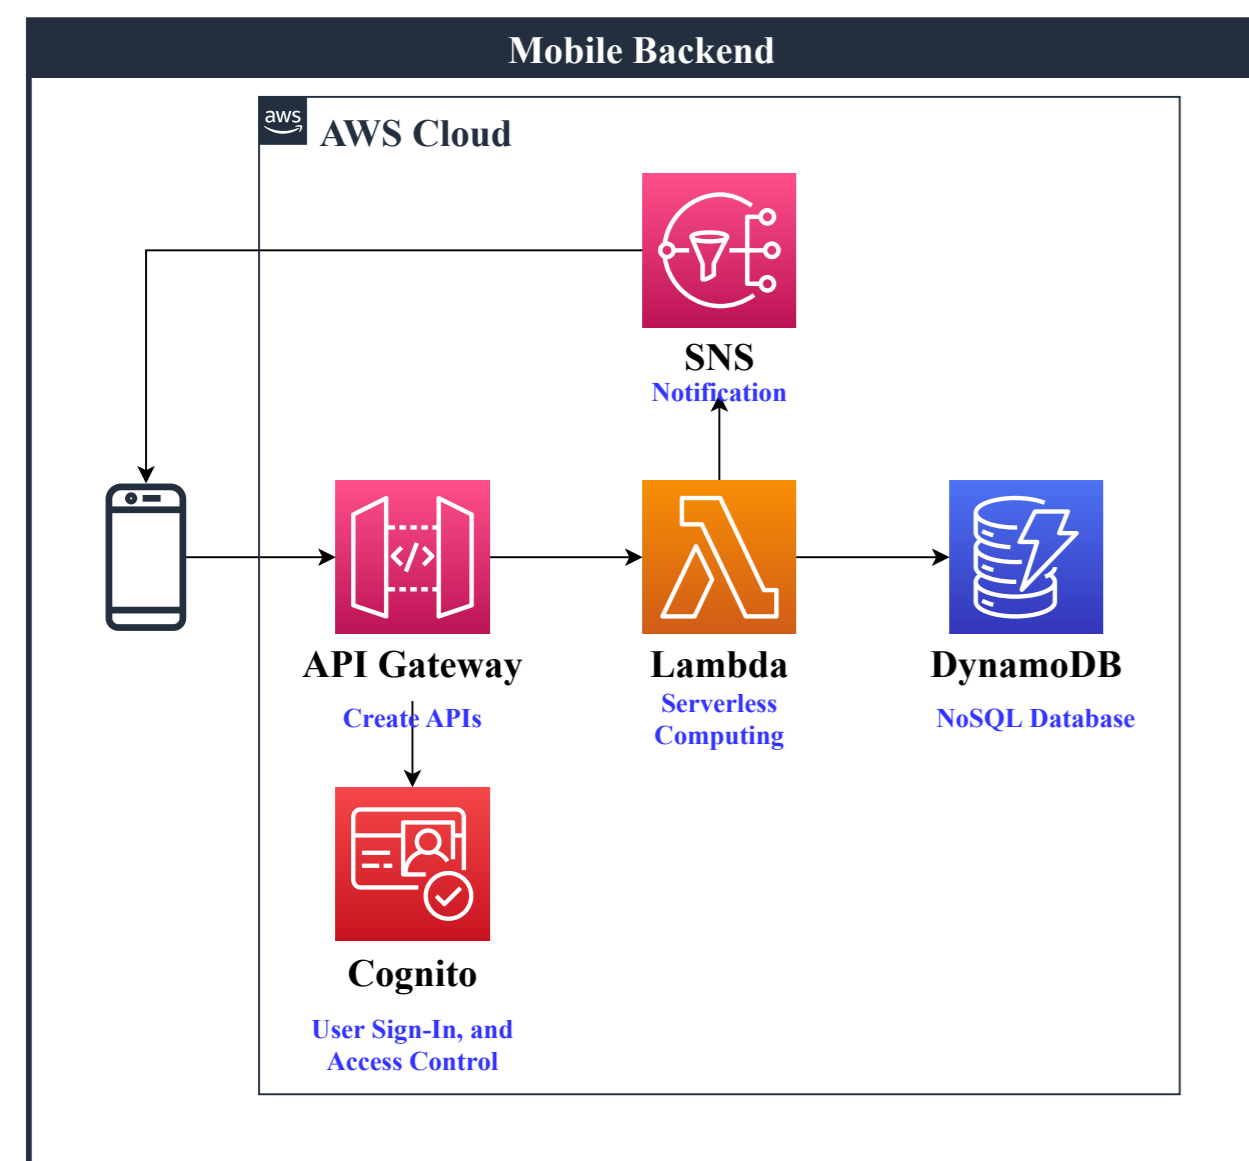 Mobile Backend
aws
AWS Cloud
SNS
Notification
API Gateway
Create APIs
Lambda
Serverless
Computing
DynamoDB
NoSQL Database
Cognito
User Sign-In, and
Access Control